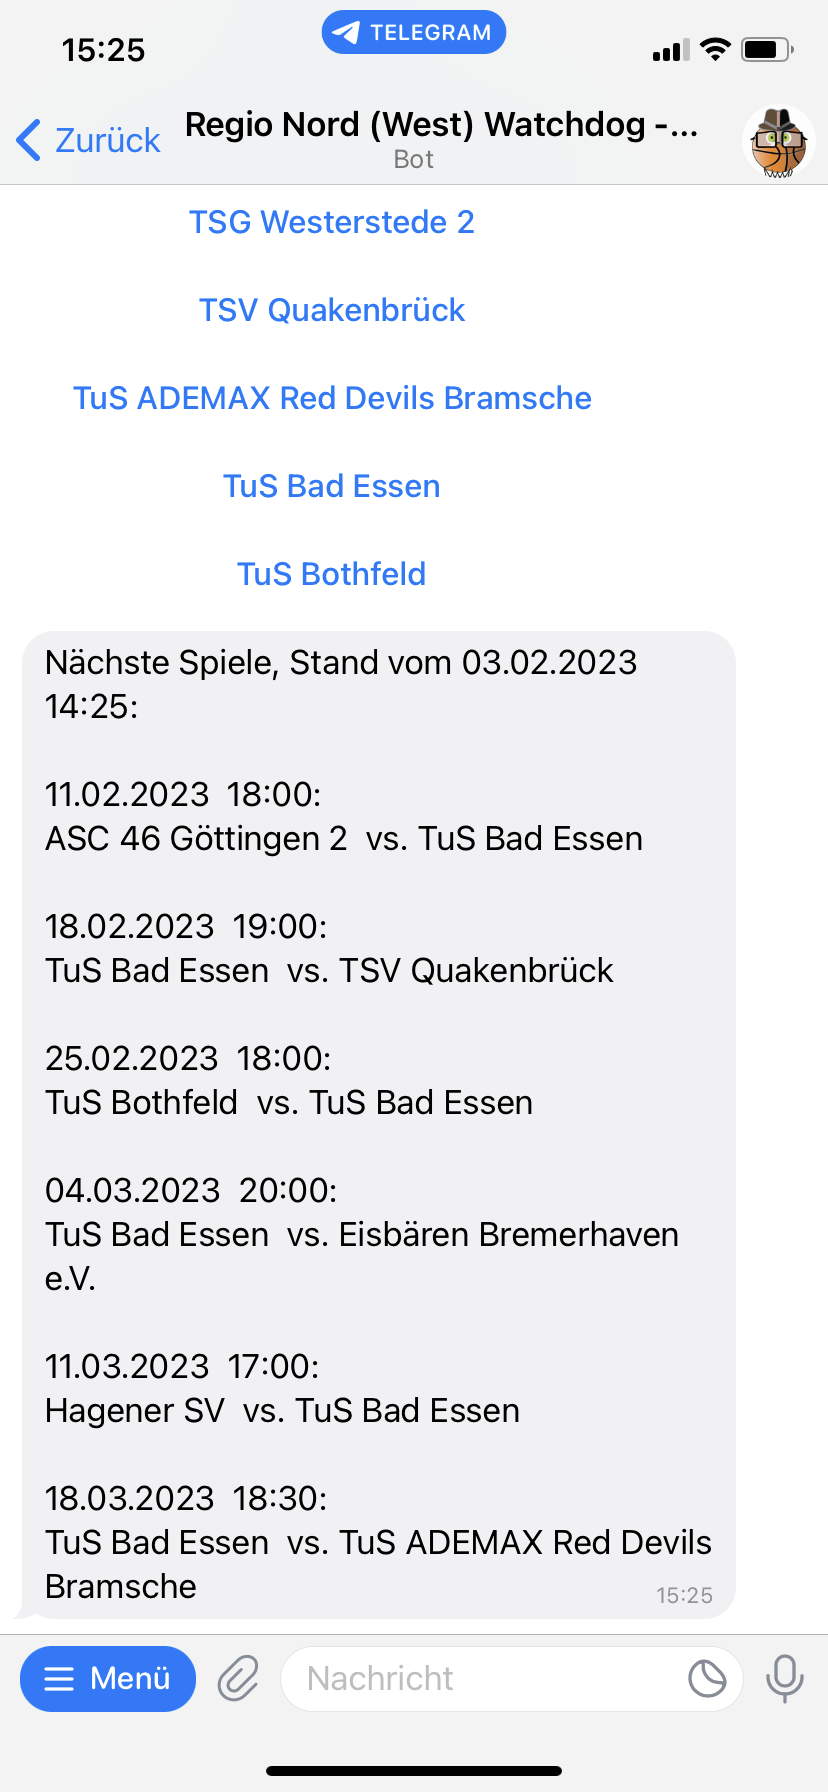 15:25
TELEGRAM
Zurück
Regio Nord (West) Watchdog -...
Bot
TSG Westerstede 2
TSV Quakenbrück
TuS ADEMAX Red Devils Bramsche
TuS Bad Essen
TuS Bothfeld
Nächste Spiele, Stand vom 03.02.2023
14:25:
11.02.2023  18:00:
ASC 46 Göttingen 2  vs. TuS Bad Essen
18.02.2023  19:00:
TuS Bad Essen  vs. TSV Quakenbrück
25.02.2023  18:00:
TuS Bothfeld  vs. TuS Bad Essen
04.03.2023  20:00:
TuS Bad Essen  vs. Eisbären Bremerhaven
e.V.
11.03.2023  17:00:
Hagener SV  vs. TuS Bad Essen
18.03.2023  18:30:
TuS Bad Essen  vs. TuS ADEMAX Red Devils
Bramsche
15:25
Menü
Nachricht